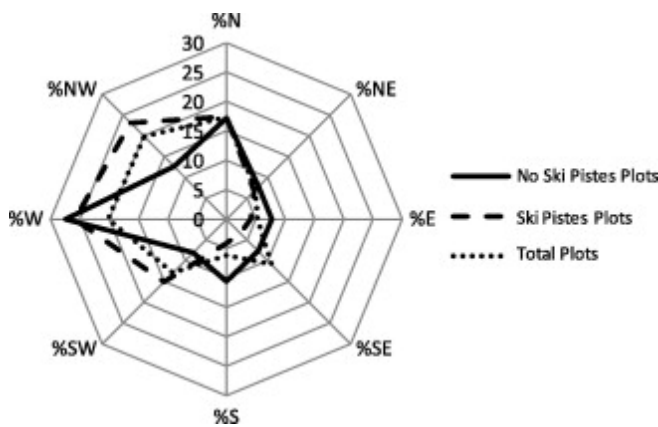 %N
30
25
20
15
10
5
0
%NW
%NE
%W
%E
%SW
%SE
%S
No Ski Pistes Plots
Ski Pistes Plots
Total Plots